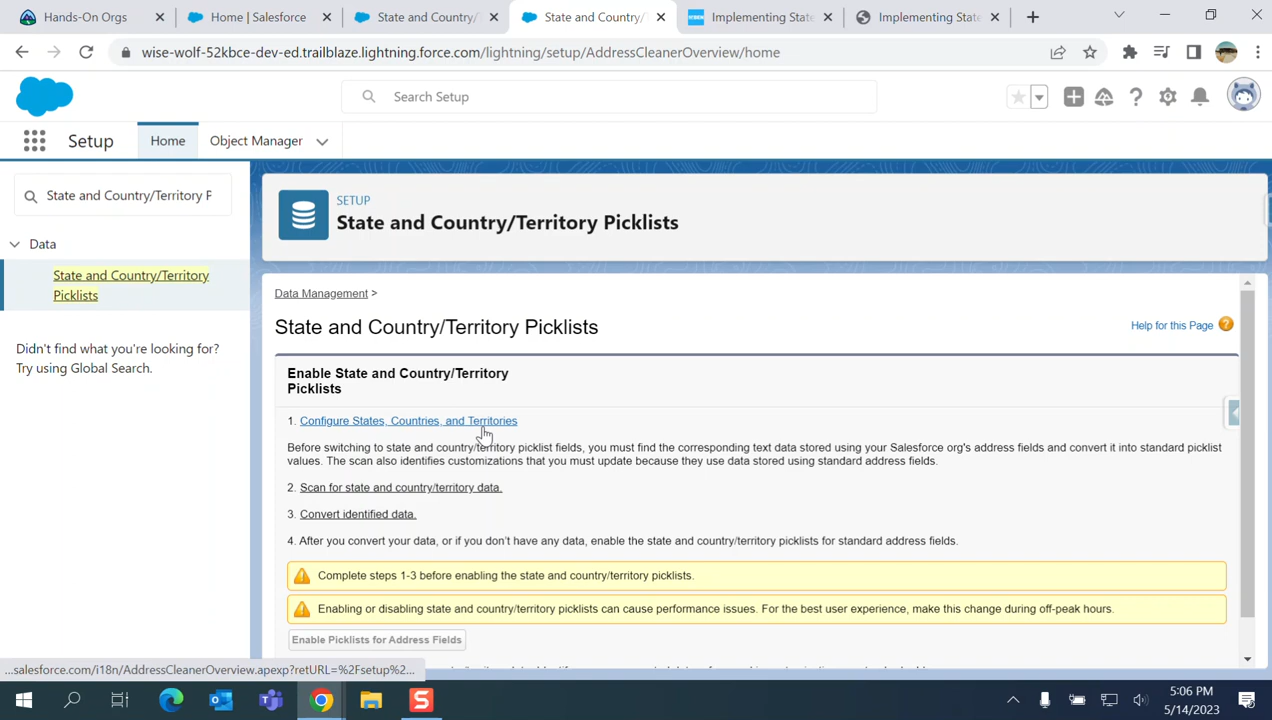 Hands-On Orgs
Home | Salesforce
State and Country/
State and Country/
Implementing State
Implementing State
wise-wolf-52kbce-dev-ed.trailblaze.lightning.force.com/lightning/setup/AddressCleanerOverview/home
Search Setup
Setup
Home
Object Manager
State and Country/Territory P
Data
State and Country/Territory
Picklists
Didn't find what you're looking for?
Try using Global Search.
SETUP
State and Country/Territory Picklists
Data Management >
State and Country/Territory Picklists
Help for this Page
Enable State and Country/Territory
Picklists
1. Configure States, Countries, and Territories
Before switching to state and country/territory picklist fields, you must find the corresponding text data stored using your Salesforce org's address fields and convert it into standard picklist
values. The scan also identifies customizations that you must update because they use data stored using standard address fields.
2. Scan for state and country/territory data.
3. Convert identified data.
4. After you convert your data, or if you don't have any data, enable the state and country/territory picklists for standard address fields.
Complete steps 1-3 before enabling the state and country/territory picklists.
Enabling or disabling state and country/territory picklists can cause performance issues. For the best user experience, make this change during off-peak hours.
Enable Picklists for Address Fields
...salesforce.com/i18n/AddressCleanerOverview.apexp?retURL=%2Fsetup%2...
5:06 PM
5/14/2023